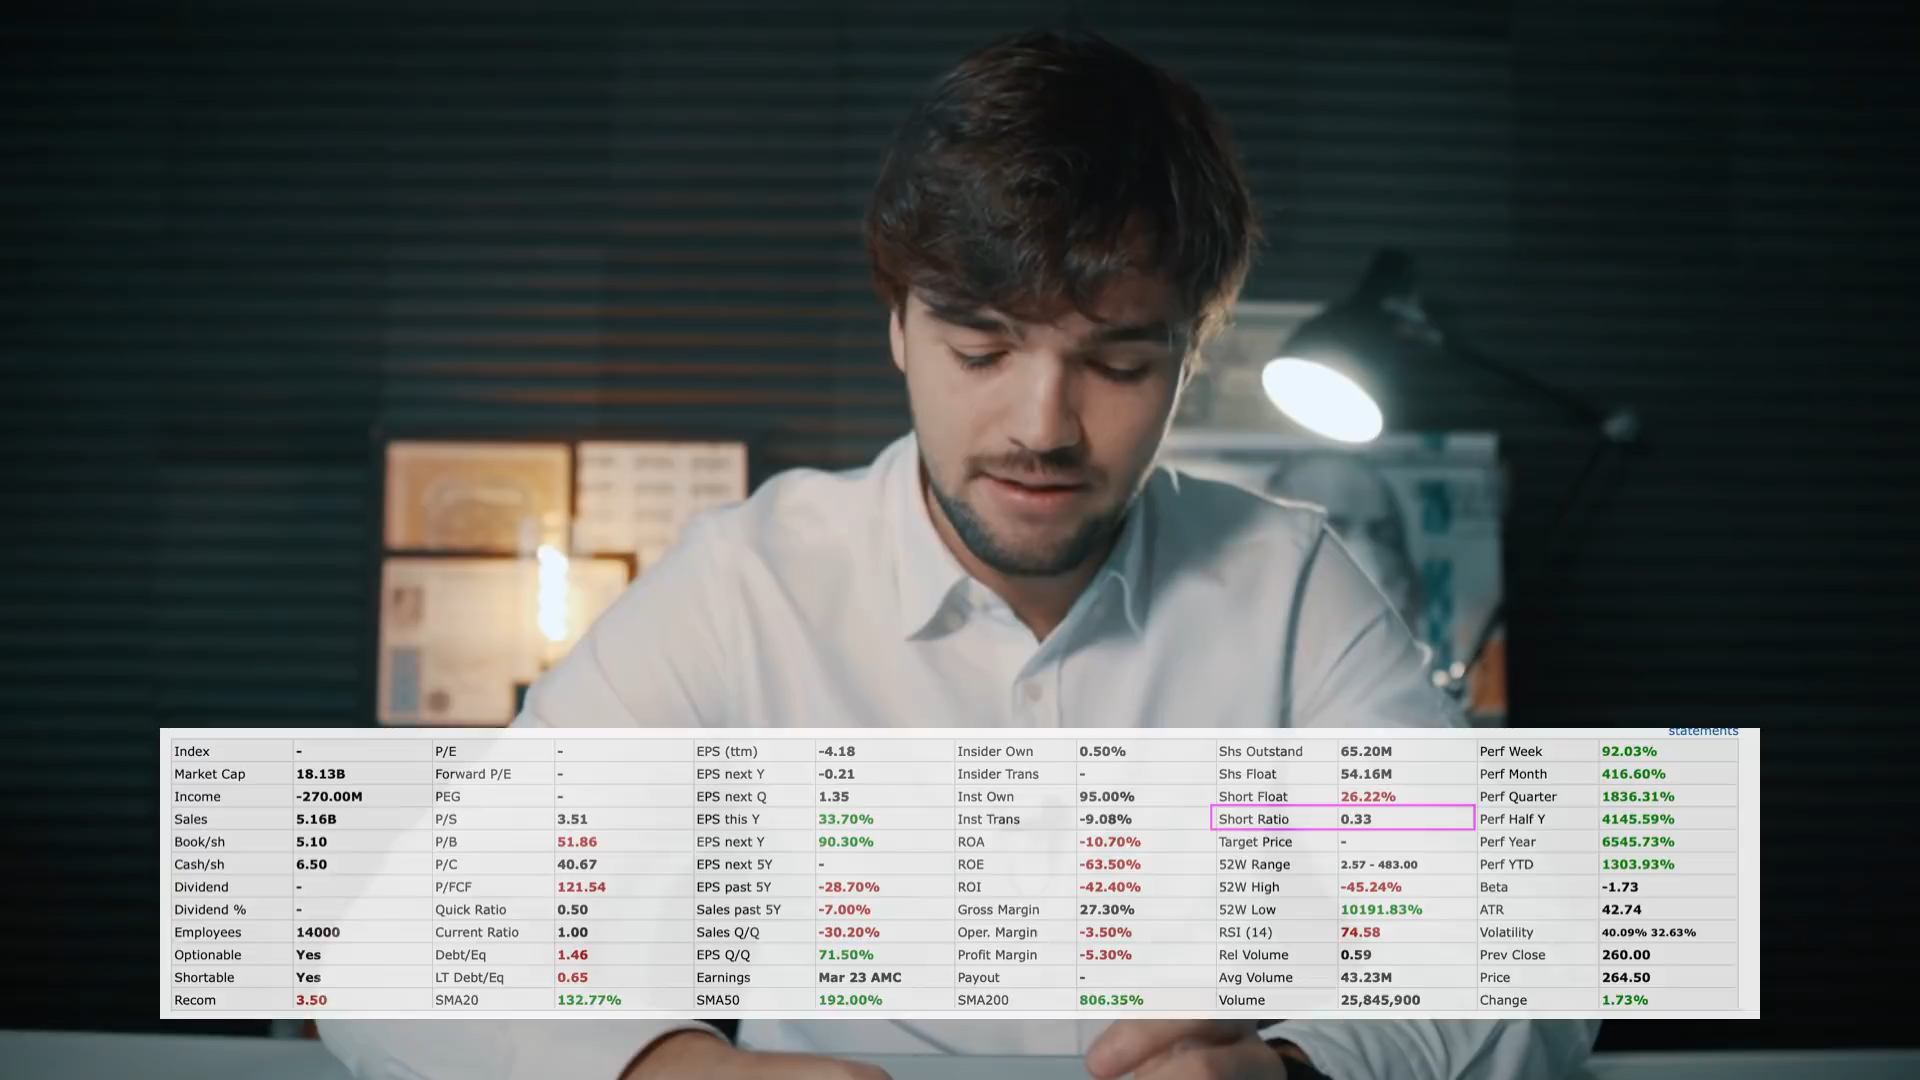 statements
Index - P/E - EPS (ttm) -4.18 Insider Own 0.50% Shs Outstand 65.20M Perf Week 92.03%
Market Cap 18.13B Forward P/E - EPS next Y -0.21 Insider Trans - Shs Float 54.16M Perf Month 416.60%
Income -270.00M PEG - EPS next Q 1.35 Inst Own 95.00% Short Float 26.22% Perf Quarter 1836.31%
Sales 5.16B P/S 3.51 EPS this Y 33.70% Inst Trans -9.08% Short Ratio 0.33 Perf Half Y 4145.59%
Book/sh 5.10 P/B 51.86 EPS next Y 90.30% ROA -10.70% Target Price - Perf Year 6545.73%
Cash/sh 6.50 P/C 40.67 EPS next 5Y - ROE -63.50% 52W Range 2.57 - 483.00 Perf YTD 1303.93%
Dividend - P/FCF 121.54 EPS past 5Y -28.70% ROI -42.40% 52W High -45.24% Beta -1.73
Dividend % - Quick Ratio 0.50 Sales past 5Y -7.00% Gross Margin 27.30% 52W Low 10191.83% ATR 42.74
Employees 14000 Current Ratio 1.00 Sales Q/Q -30.20% Oper. Margin -3.50% RSI (14) 74.58 Volatility 40.09% 32.63%
Optionable Yes Debt/Eq 1.46 EPS Q/Q 71.50% Profit Margin -5.30% Rel Volume 0.59 Prev Close 260.00
Shortable Yes LT Debt/Eq 0.65 Earnings Mar 23 AMC Payout - Avg Volume 43.23M Price 264.50
Recom 3.50 SMA20 132.77% SMA50 192.00% SMA200 806.35% Volume 25,845,900 Change 1.73%